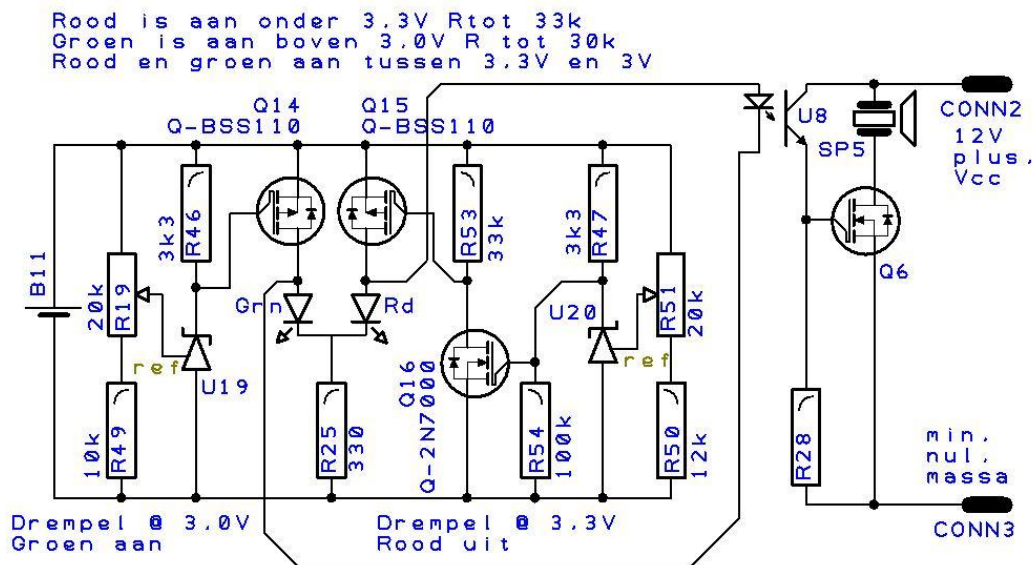 Rood is aan onder 3.3V Rtot 33k
Groen is aan boven 3.0V R tot 30k
Rood en groen aan tussen 3.3V en 3V
Q14
Q-BSS110
Q15
Q-BSS110
U8
SP5
CONN2
12V
plus.
Vcc
B11
20k
R19
3k3
R46
Grn
Rd
R53
33k
3k3
R47
U20
R51
20k
Q6
ref
U19
ref
10k
R49
R25
330
Q16
Q-2N7000
R54
100k
R50
12k
R28
min.
nul.
massa
Drempel @ 3.0V
Groen aan
Drempel @ 3.3V
Rood uit
CONN3